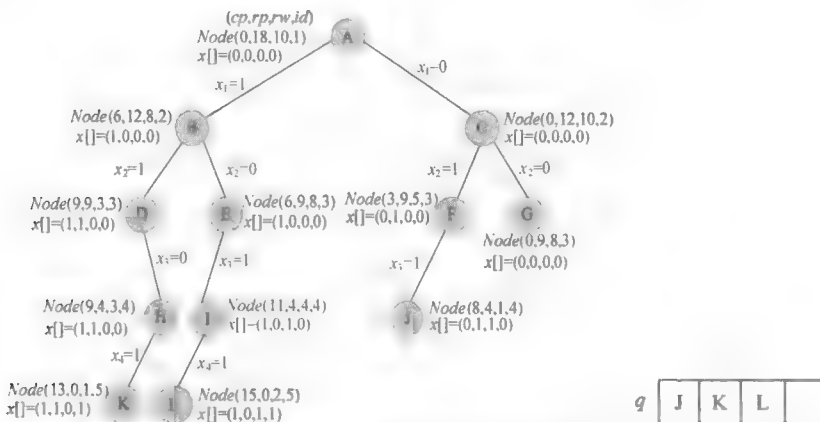 (cp,rp,rw,id)
Node(0,18,10,1)
x[]=(0,0,0,0)
A
x₁=1
x₁=0
Node(6,12,8,2)
x[]=(1,0,0,0)
B
C
Node(0,12,10,2)
x[]=(0,0,0,0)
x₂=1
x₂=0
x₂=1
x₂=0
Node(9,9,3,3)
x[]=(1,1,0,0)
D
E
Node(6,9,8,3)
x[]=(1,0,0,0)
Node(3,9,5,3)
x[]=(0,1,0,0)
F
G
Node(0,9,8,3)
x[]=(0,0,0,0)
x₃=0
x₃=1
x₃=1
Node(9,4,3,4)
x[]=(1,1,0,0)
H
I
Node(11,4,4,4)
x[]=(1,0,1,0)
J
Node(8,4,1,4)
x[]=(0,1,1,0)
x₄=1
x₄=1
Node(13,0,1.5)
x[]=(1,1,0,1)
K
L
Node(15,0,2,5)
x[]=(1,0,1,1)
q J K L